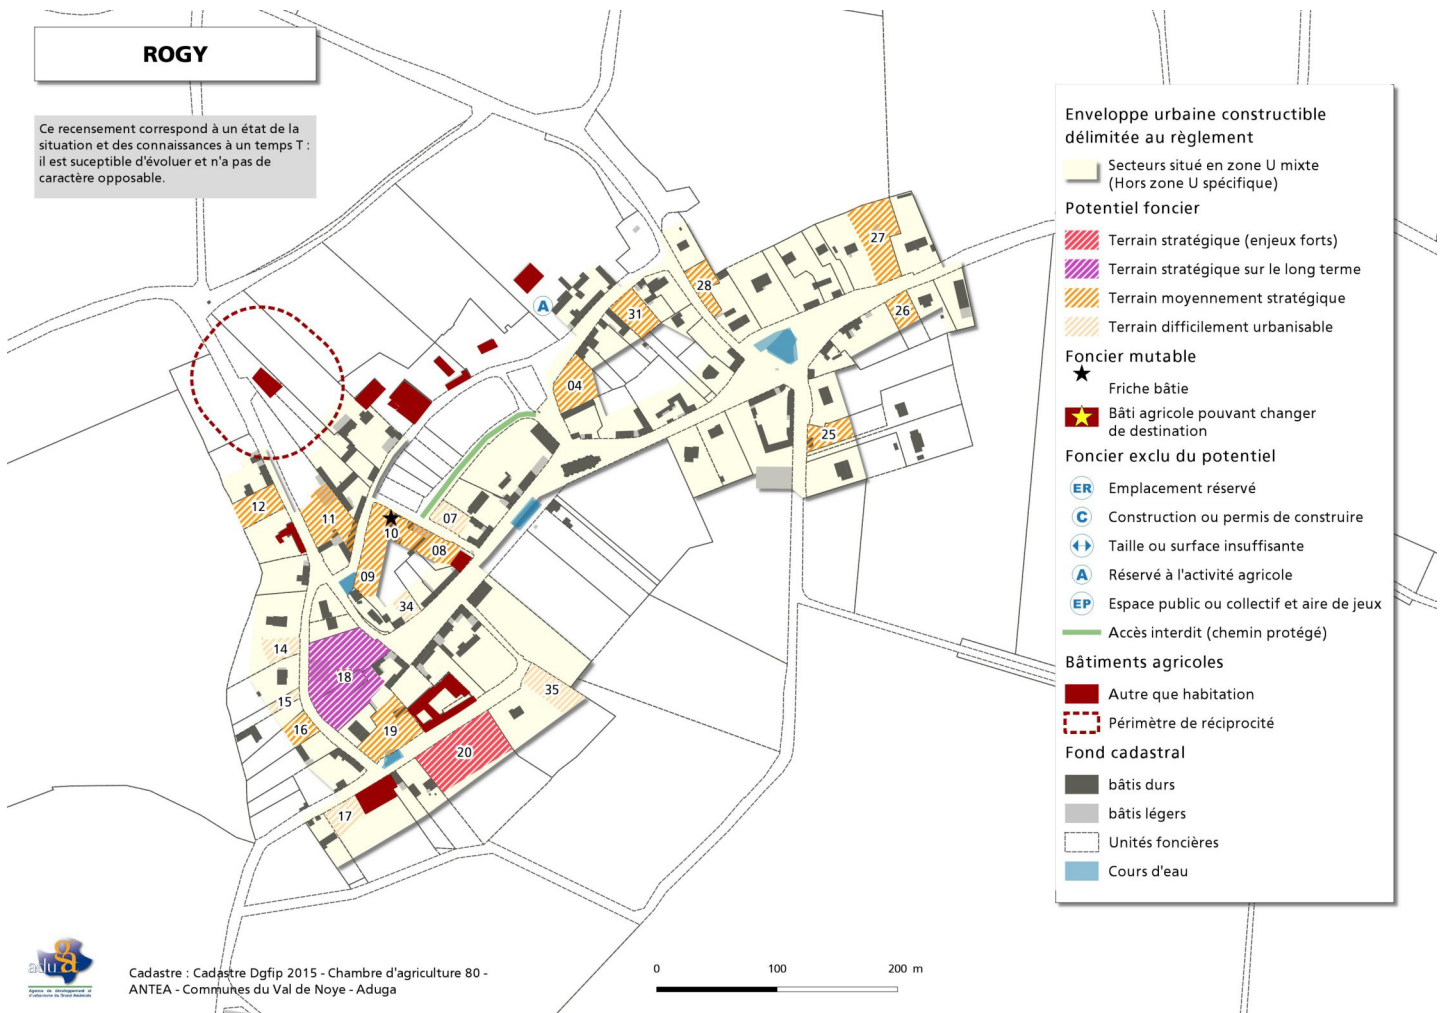 ROGY
Ce recensement correspond à un état de la
situation et des connaissances à un temps T :
il est suceptible d'évoluer et n'a pas de
caractère opposable.
Enveloppe urbaine constructible
délimitée au règlement
Secteurs situé en zone U mixte
(Hors zone U spécifique)
Potentiel foncier
Terrain stratégique (enjeux forts)
Terrain stratégique sur le long terme
Terrain moyennement stratégique
Terrain difficilement urbanisable
Foncier mutable
Friche bâtie
Bâti agricole pouvant changer
de destination
Foncier exclu du potentiel
ER Emplacement réservé
C Construction ou permis de construire
Taille ou surface insuffisante
A Réservé à l'activité agricole
EP Espace public ou collectif et aire de jeux
Accès interdit (chemin protégé)
Bâtiments agricoles
Autre que habitation
Périmètre de réciprocité
Fond cadastral
bâtis durs
bâtis légers
Unités foncières
Cours d'eau
27
28
26
31
A
04
25
12
11
10
07
08
09
34
14
18
15
16
19
35
20
17
aduga
Agence de développement et
d'urbanisme du Grand Amiénois
Cadastre : Cadastre Dgfip 2015 - Chambre d'agriculture 80 -
ANTEA - Communes du Val de Noye - Aduga
0 100 200 m